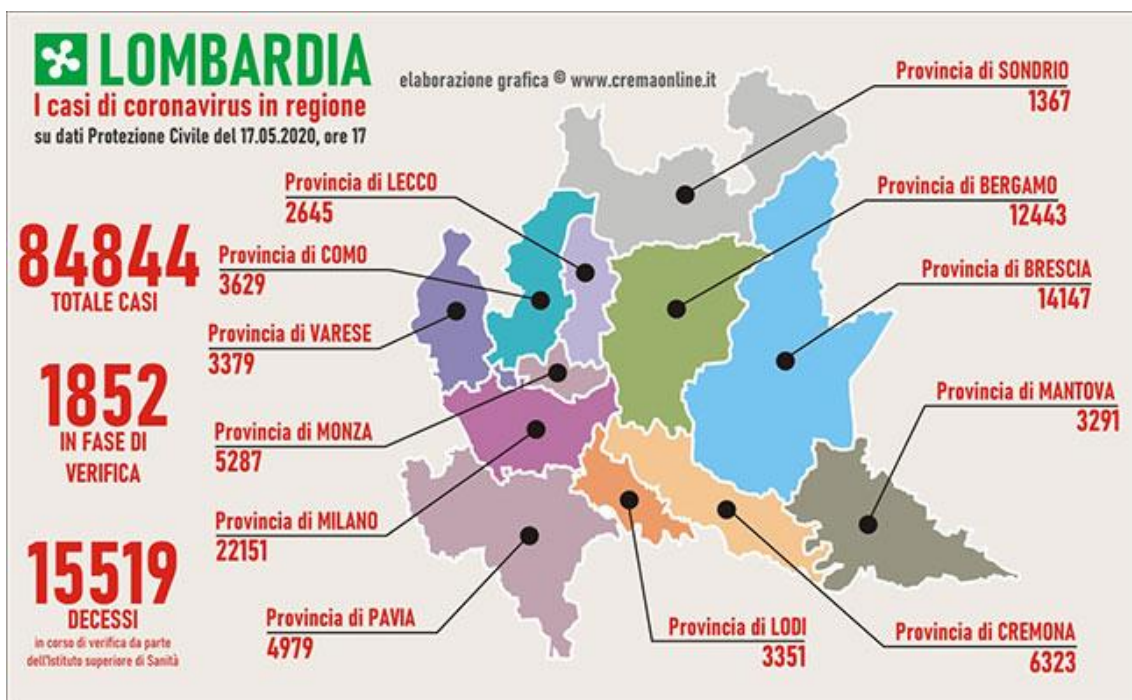 LOMBARDIA
I casi di coronavirus in regione
su dati Protezione Civile del 17.05.2020, ore 17
elaborazione grafica © www.cremaonline.it
Provincia di SONDRIO
1367
Provincia di LECCO
2645
Provincia di BERGAMO
12443
84844
TOTALE CASI
Provincia di COMO
3629
Provincia di BRESCIA
14147
Provincia di VARESE
3379
1852
IN FASE DI
VERIFICA
Provincia di MANTOVA
3291
Provincia di MONZA
5287
Provincia di MILANO
22151
15519
DECESSI
in corso di verifica da parte
dell'Istituto superiore di Sanità
Provincia di PAVIA
4979
Provincia di LODI
3351
Provincia di CREMONA
6323